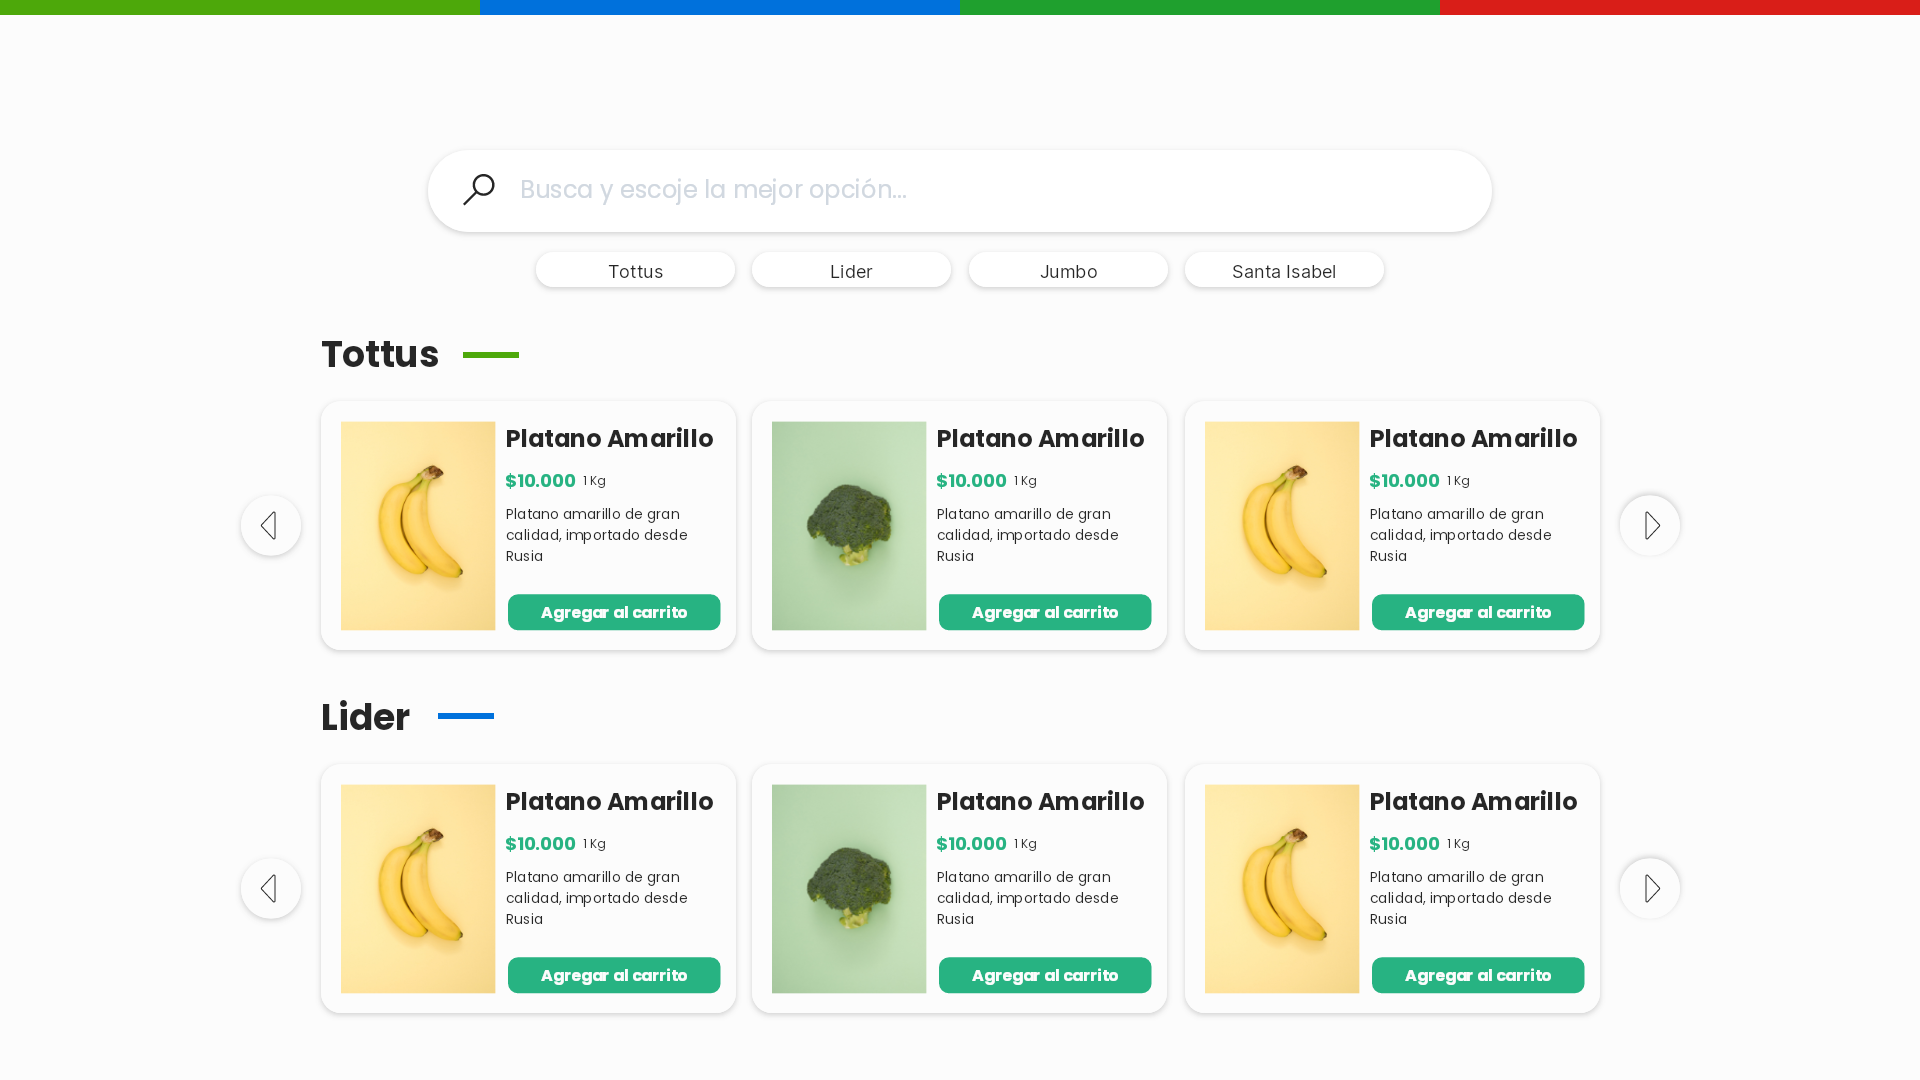 Busca y escoje la mejor opción...
Tottus
Lider
Jumbo
Santa Isabel
Tottus
Platano Amarillo
$10.000 1 Kg
Platano amarillo de gran
calidad, importado desde
Rusia
Agregar al carrito
Platano Amarillo
$10.000 1 Kg
Platano amarillo de gran
calidad, importado desde
Rusia
Agregar al carrito
Platano Amarillo
$10.000 1 Kg
Platano amarillo de gran
calidad, importado desde
Rusia
Agregar al carrito
Lider
Platano Amarillo
$10.000 1 Kg
Platano amarillo de gran
calidad, importado desde
Rusia
Agregar al carrito
Platano Amarillo
$10.000 1 Kg
Platano amarillo de gran
calidad, importado desde
Rusia
Agregar al carrito
Platano Amarillo
$10.000 1 Kg
Platano amarillo de gran
calidad, importado desde
Rusia
Agregar al carrito